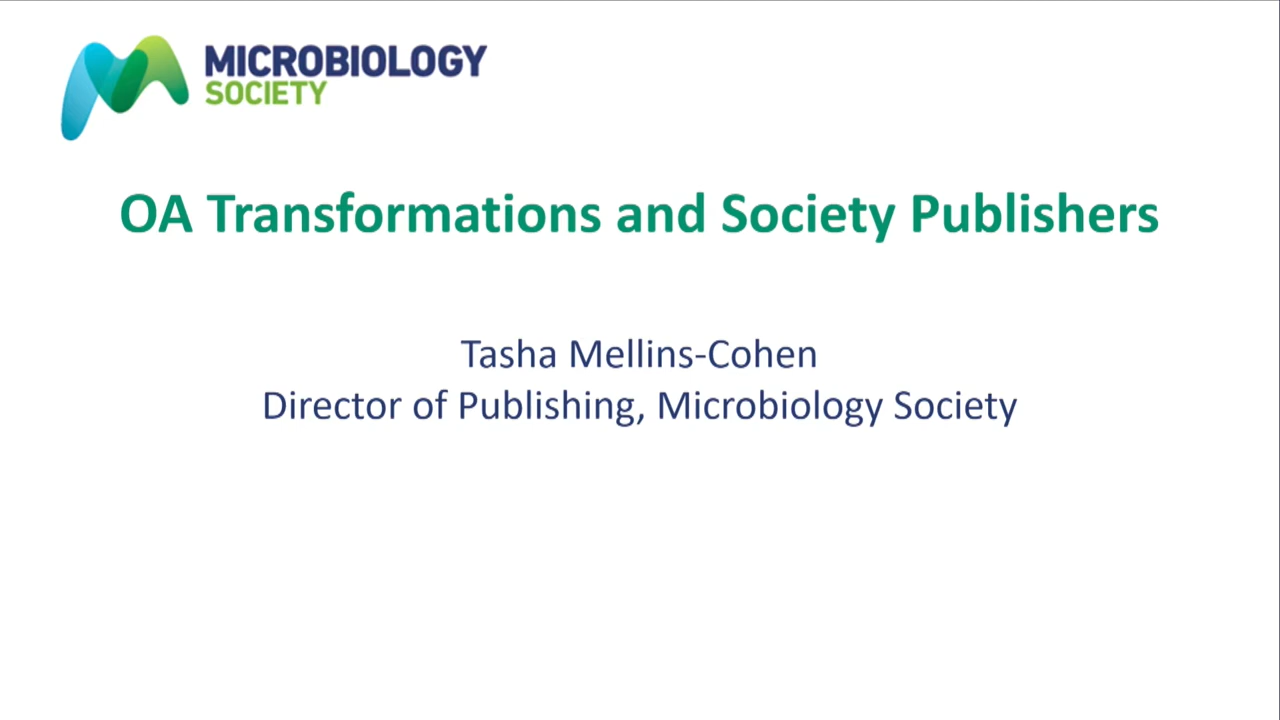 MICROBIOLOGY
SOCIETY
OA Transformations and Society Publishers
Tasha Mellins-Cohen
Director of Publishing, Microbiology Society